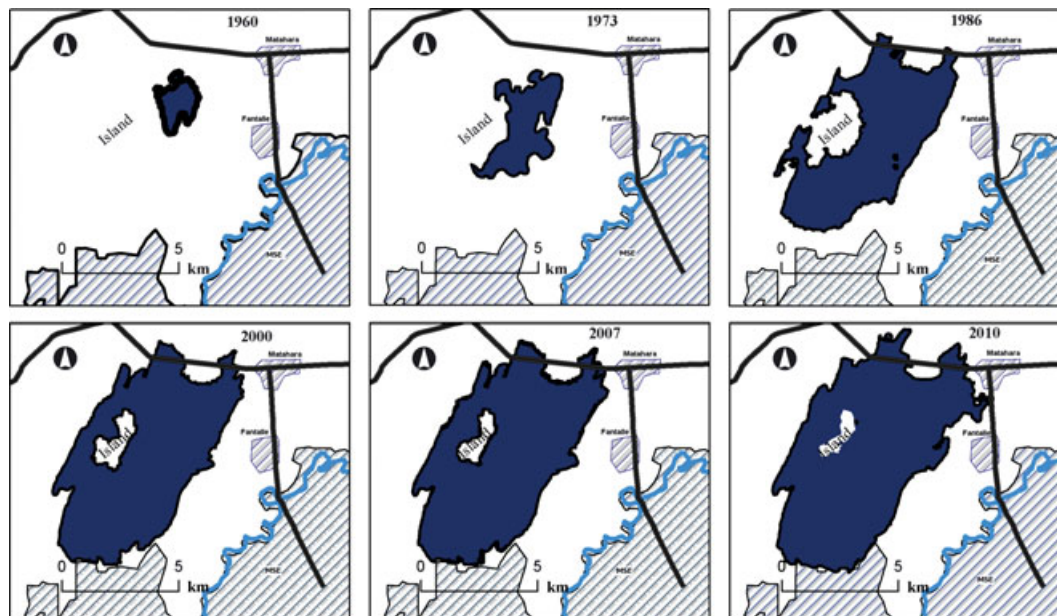 1960
Matahara
Island
Fantalle
0 5
km
MSE
1973
Matahara
Island
Fantalle
0 5
km
MSE
1986
Matahara
Island
Fantalle
0 5
km
MSE
2000
Matahara
Island
Fantalle
0 5
km
MSE
2007
Matahara
Island
Fantalle
0 5
km
MSE
2010
Matahara
Island
Fantalle
0 5
km
MSE